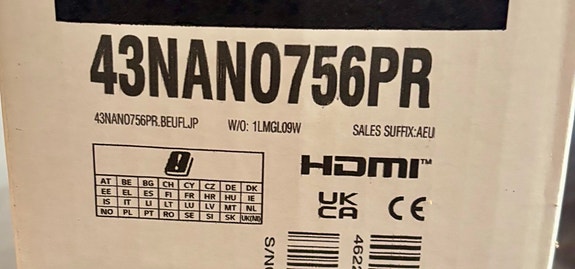 43NANO756PR
43NANO756PR.BEUFLJP W/O: 1LMGL09W SALES SUFFIX:AEU
HDMI™
AT BE BG CH CY CZ DE DK
EE EL ES FI FR HR HU IE
IS IT LI LT LU LV MT NL
NO PL PT RO SE SI SK UK(NI)
UK
CA CE
S/NO
4622